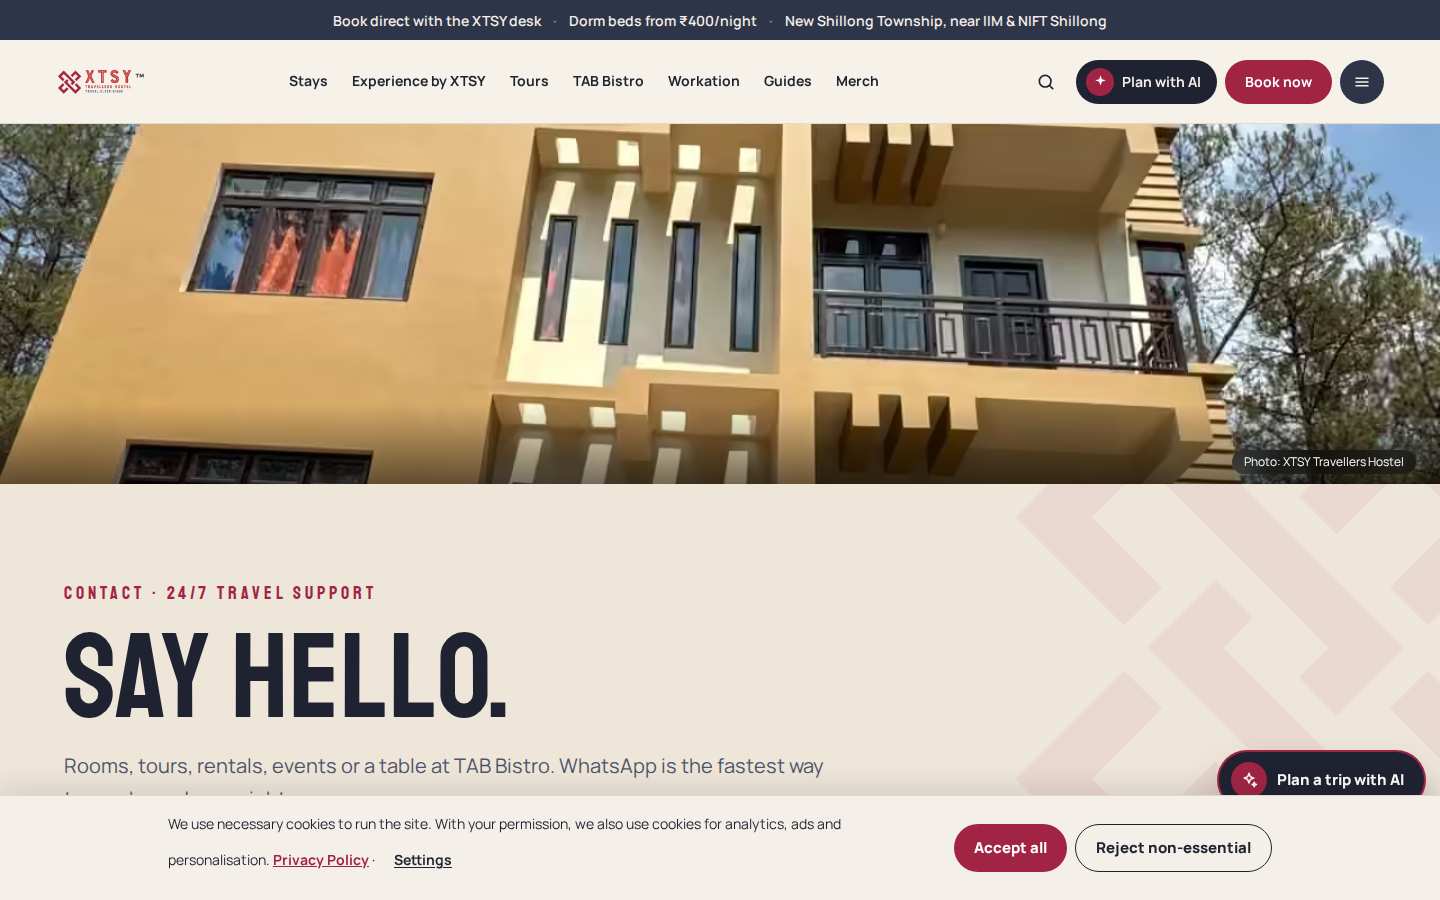 Book direct with the XTSY desk · Dorm beds from ₹400/night · New Shillong Township, near IIM & NIFT Shillong
XTSY™
TRAVELLERS HOSTEL
Stays Experience by XTSY Tours TAB Bistro Workation Guides Merch
Plan with AI
Book now
Photo: XTSY Travellers Hostel
CONTACT · 24/7 TRAVEL SUPPORT
SAY HELLO.
Rooms, tours, rentals, events or a table at TAB Bistro. WhatsApp is the fastest way
Plan a trip with AI
We use necessary cookies to run the site. With your permission, we also use cookies for analytics, ads and
personalisation. Privacy Policy · Settings
Accept all
Reject non-essential